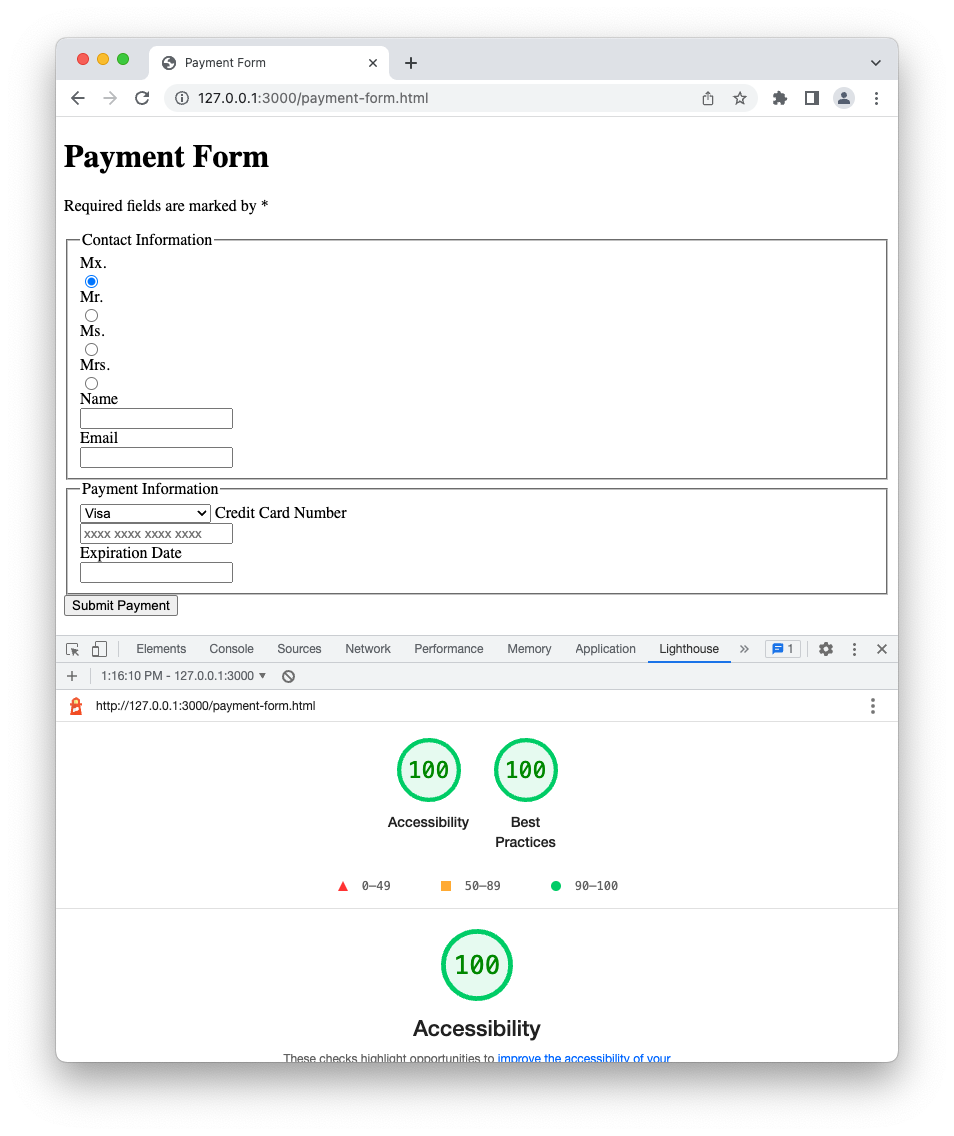 Payment Form
127.0.0.1:3000/payment-form.html
Payment Form
Required fields are marked by *
Contact Information
Mx.
Mr.
Ms.
Mrs.
Name
Email
Payment Information
Visa Credit Card Number
xxxx xxxx xxxx xxxx
Expiration Date
Submit Payment
Elements Console Sources Network Performance Memory Application Lighthouse » 1
1:16:10 PM - 127.0.0.1:3000
http://127.0.0.1:3000/payment-form.html
100 100
Accessibility Best
Practices
0–49 50–89 90–100
100
Accessibility
These checks highlight opportunities to improve the accessibility of your